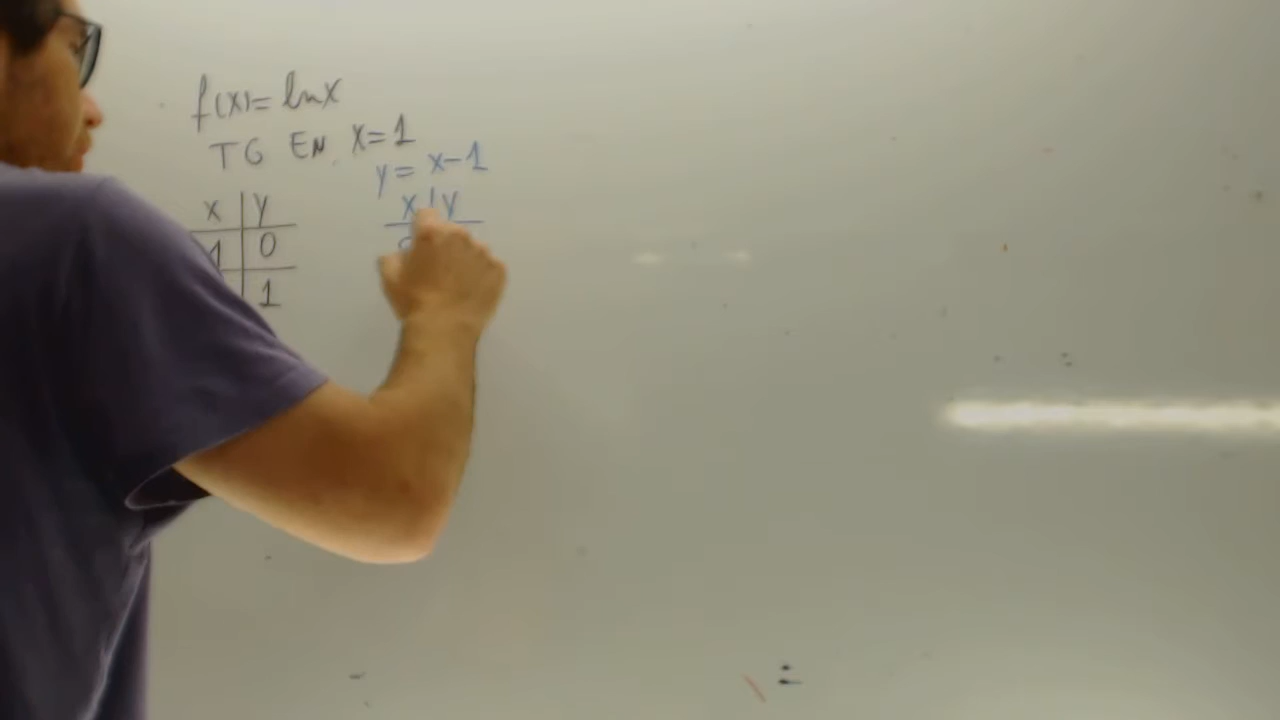 f(x)= lnx
TG EN x=1
y = x-1
x | y
1 | 0
1
x | y